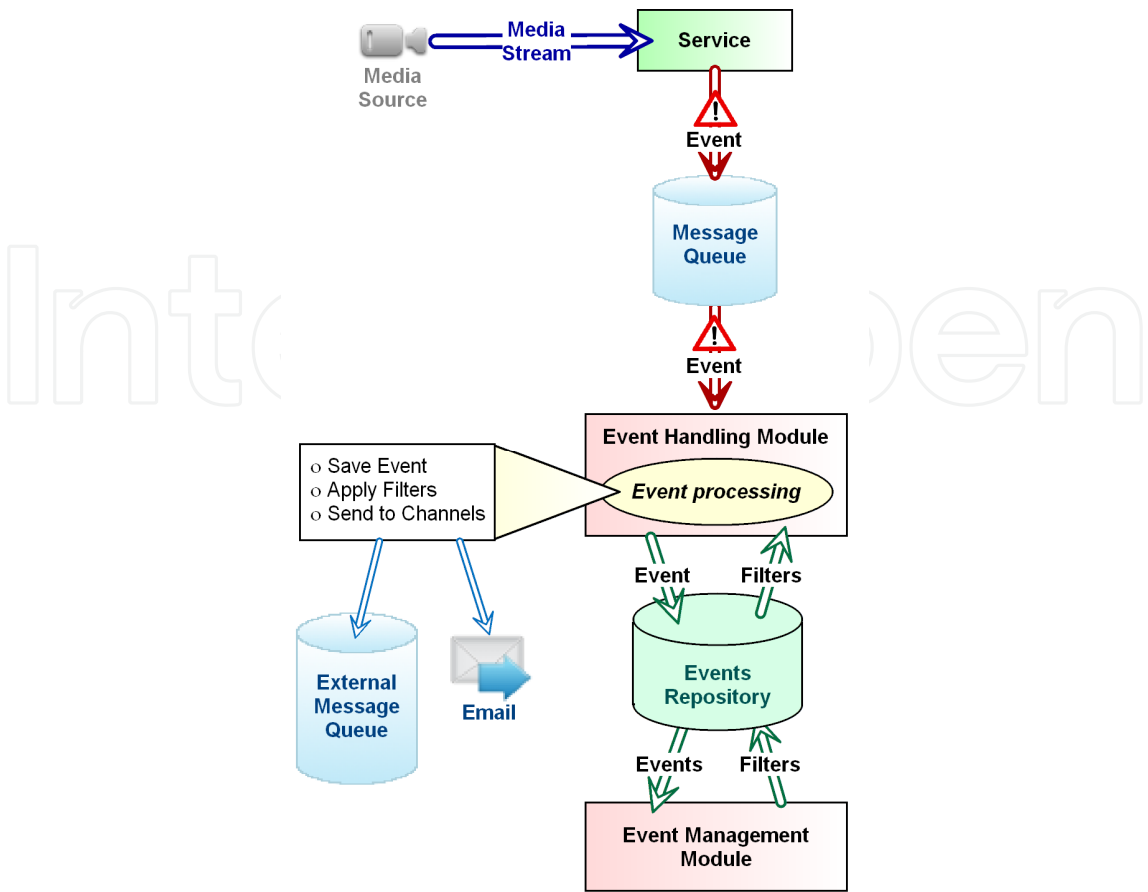 Media
Stream
Service
Media
Source
!
Event
Message
Queue
!
Event
Event Handling Module
o Save Event
o Apply Filters
o Send to Channels
Event processing
Event
Filters
External
Message
Queue
Email
Events
Repository
Events
Filters
Event Management
Module